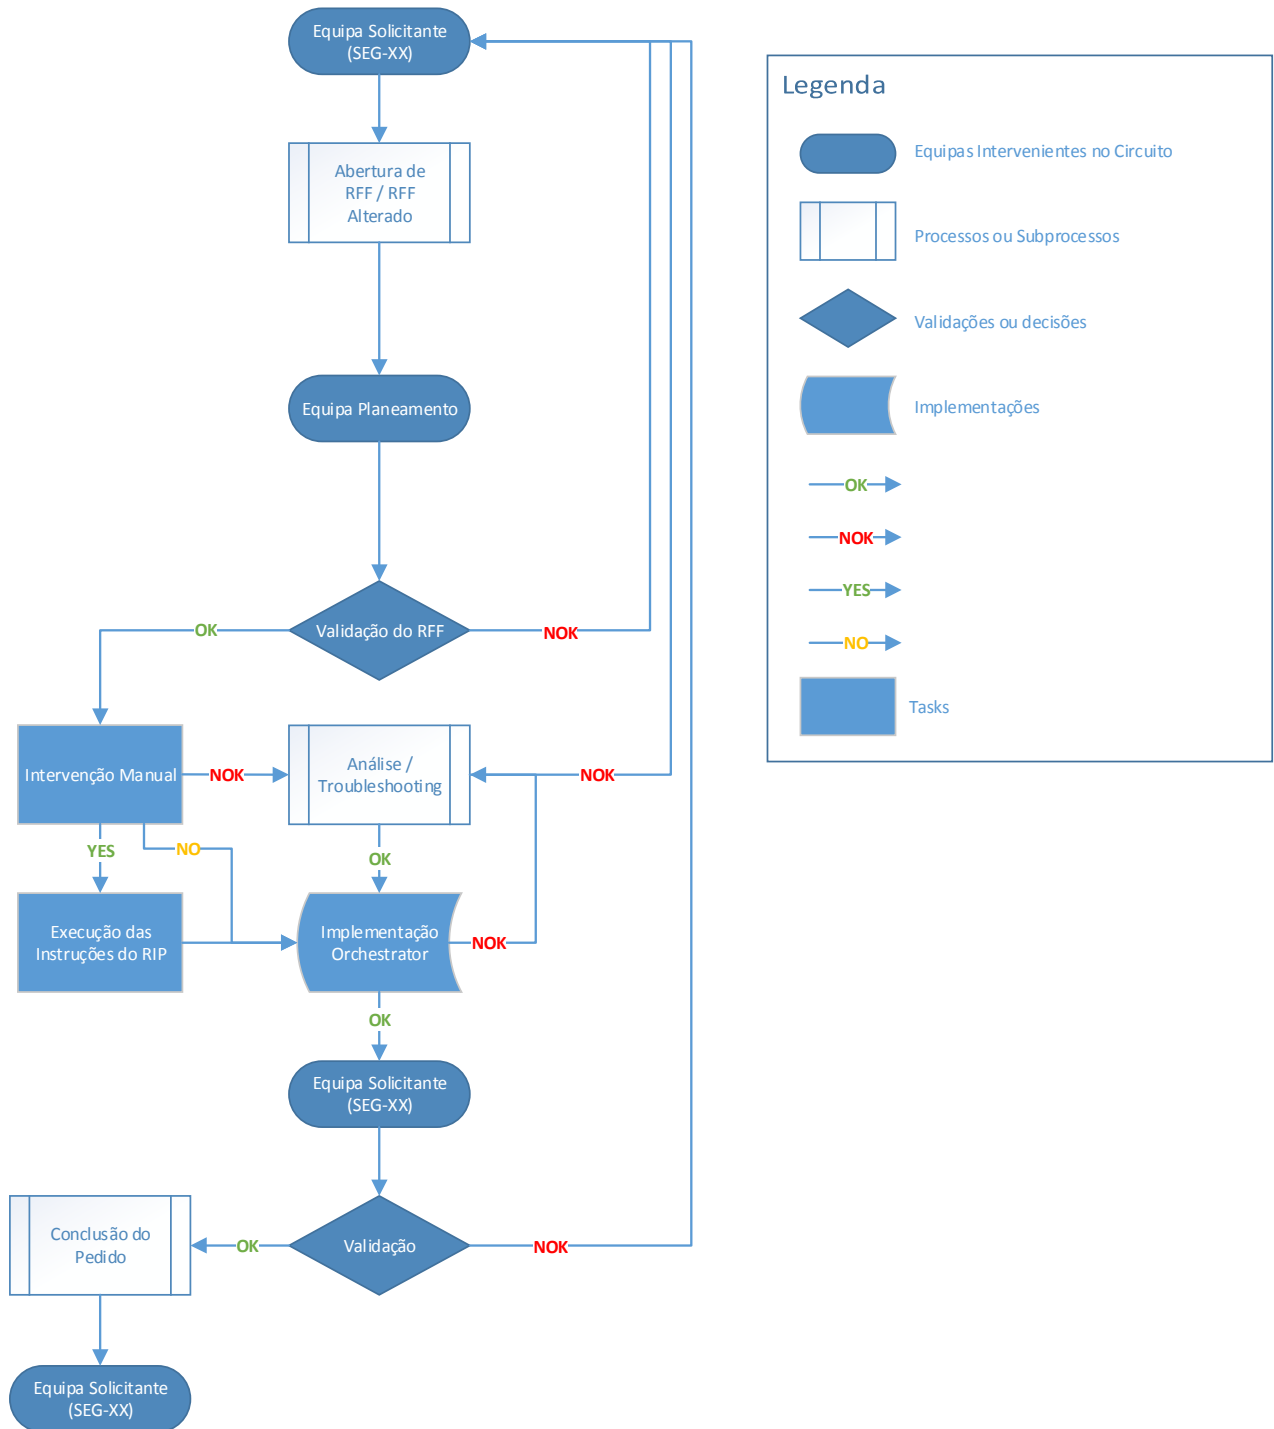 Equipa Solicitante
(SEG-XX)
Abertura de
RFF / RFF
Alterado
Equipa Planeamento
Validação do RFF
OK
NOK
Intervenção Manual
NOK
Análise /
Troubleshooting
NOK
YES
NO
OK
Execução das
Instruções do RIP
Implementação
Orchestrator
NOK
OK
Equipa Solicitante
(SEG-XX)
Validação
OK
NOK
Conclusão do
Pedido
Equipa Solicitante
(SEG-XX)
Legenda
Equipas Intervenientes no Circuito
Processos ou Subprocessos
Validações ou decisões
Implementações
OK
NOK
YES
NO
Tasks